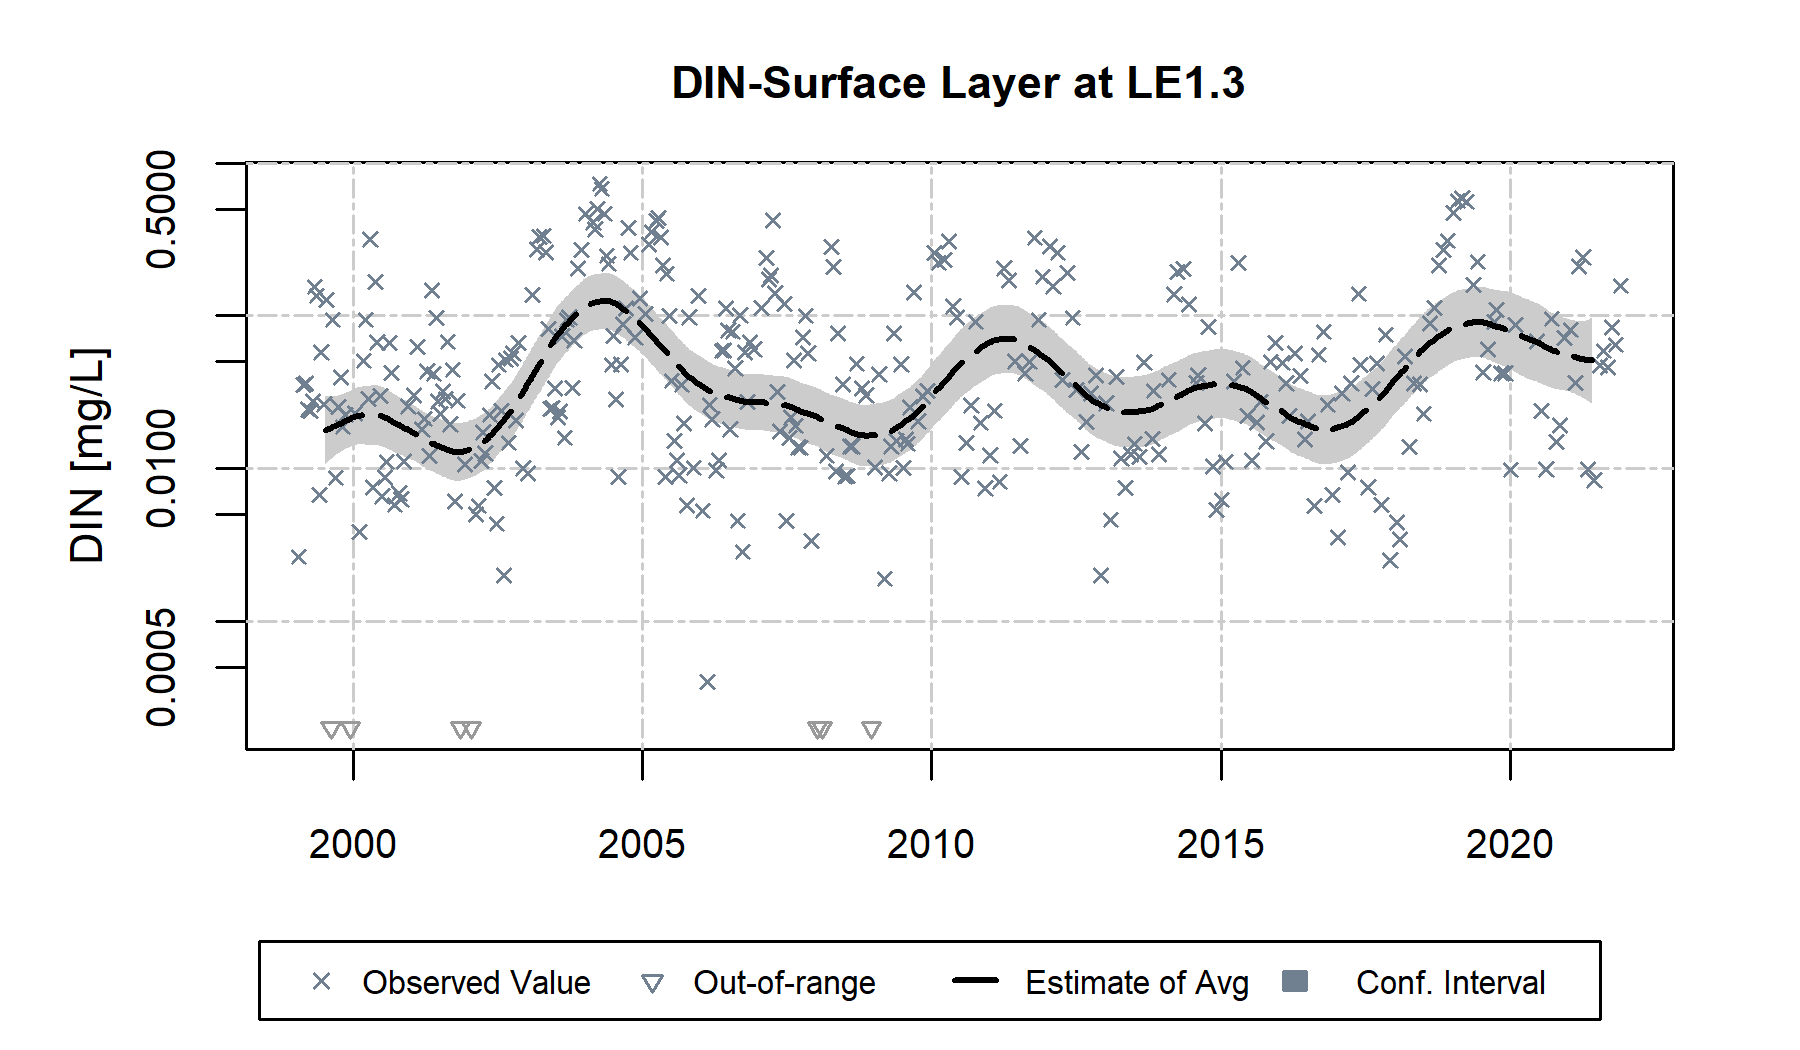 DIN-Surface Layer at LE1.3
DIN [mg/L]
0.5000
0.0100
0.0005
2000 2005 2010 2015 2020
Observed Value Out-of-range Estimate of Avg Conf. Interval